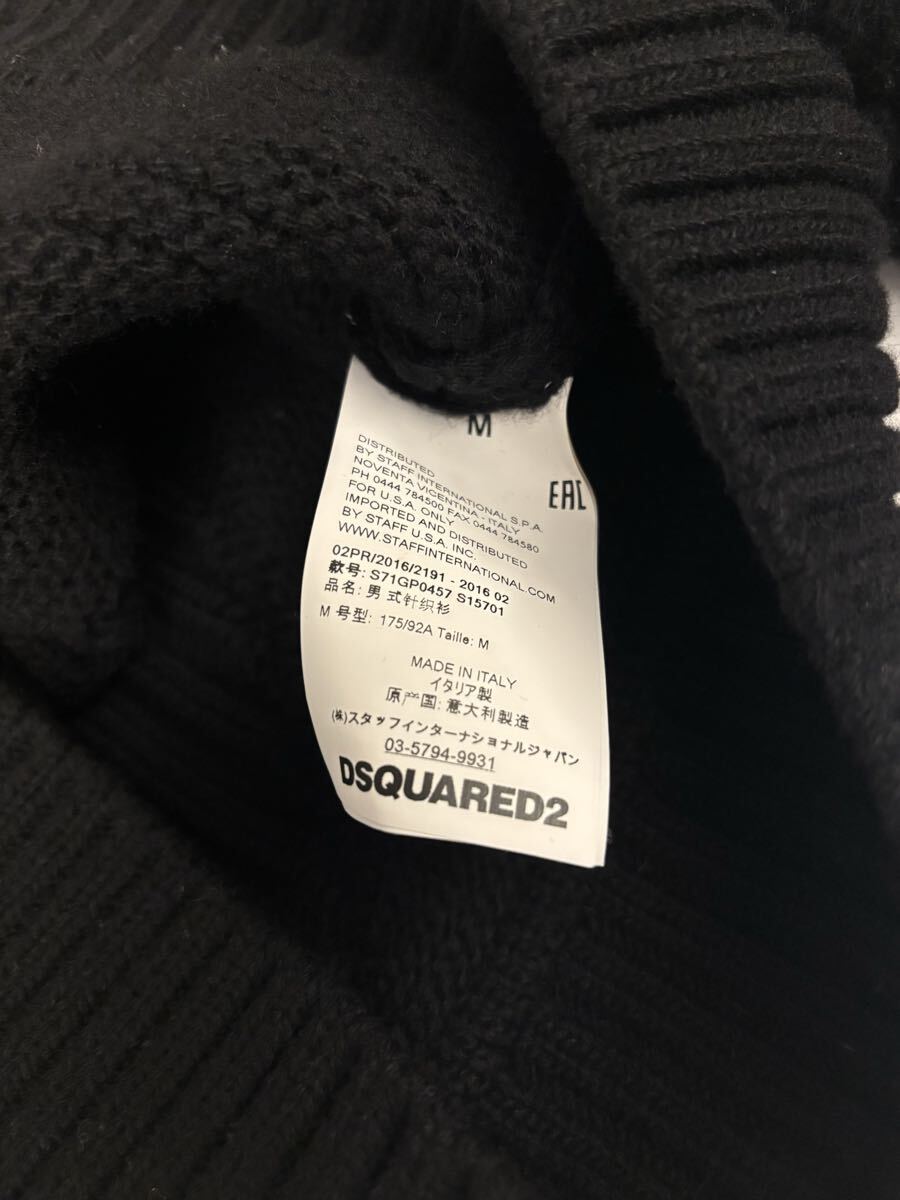 M
EAC
DISTRIBUTED
BY STAFF INTERNATIONAL S.P.A.
NOVENTA VICENTINA - ITALY
PH 0444 784500 FAX 0444 784580
FOR U.S.A. ONLY
IMPORTED AND DISTRIBUTED
BY STAFF U.S.A. INC.
WWW.STAFFINTERNATIONAL.COM
02PR/2016/2191 - 2016 02
款号: S71GP0457 S15701
品名: 男 式针织衫
M 号型: 175/92A Taille: M
MADE IN ITALY
イタリア製
原产国: 意大利製造
(株)スタッフインターナショナルジャパン
03-5794-9931
DSQUARED2